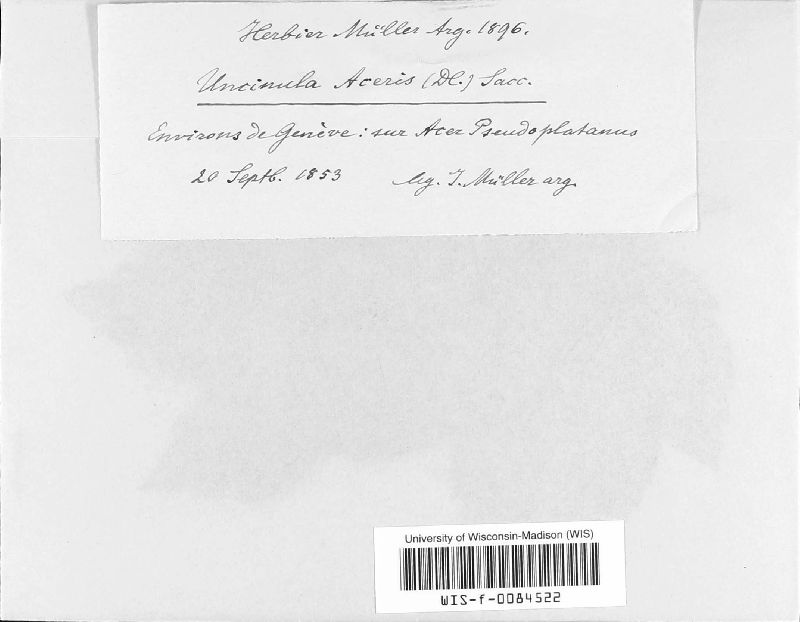 Herbier Müller Arg. 1896.
Uncinula Aceris (DC.) Sacc.
Environs de Genève: sur Acer Pseudoplatanus
20 Septb. 1853 leg. J. Müller arg.
University of Wisconsin-Madison (WIS)
WIS-f-0084522